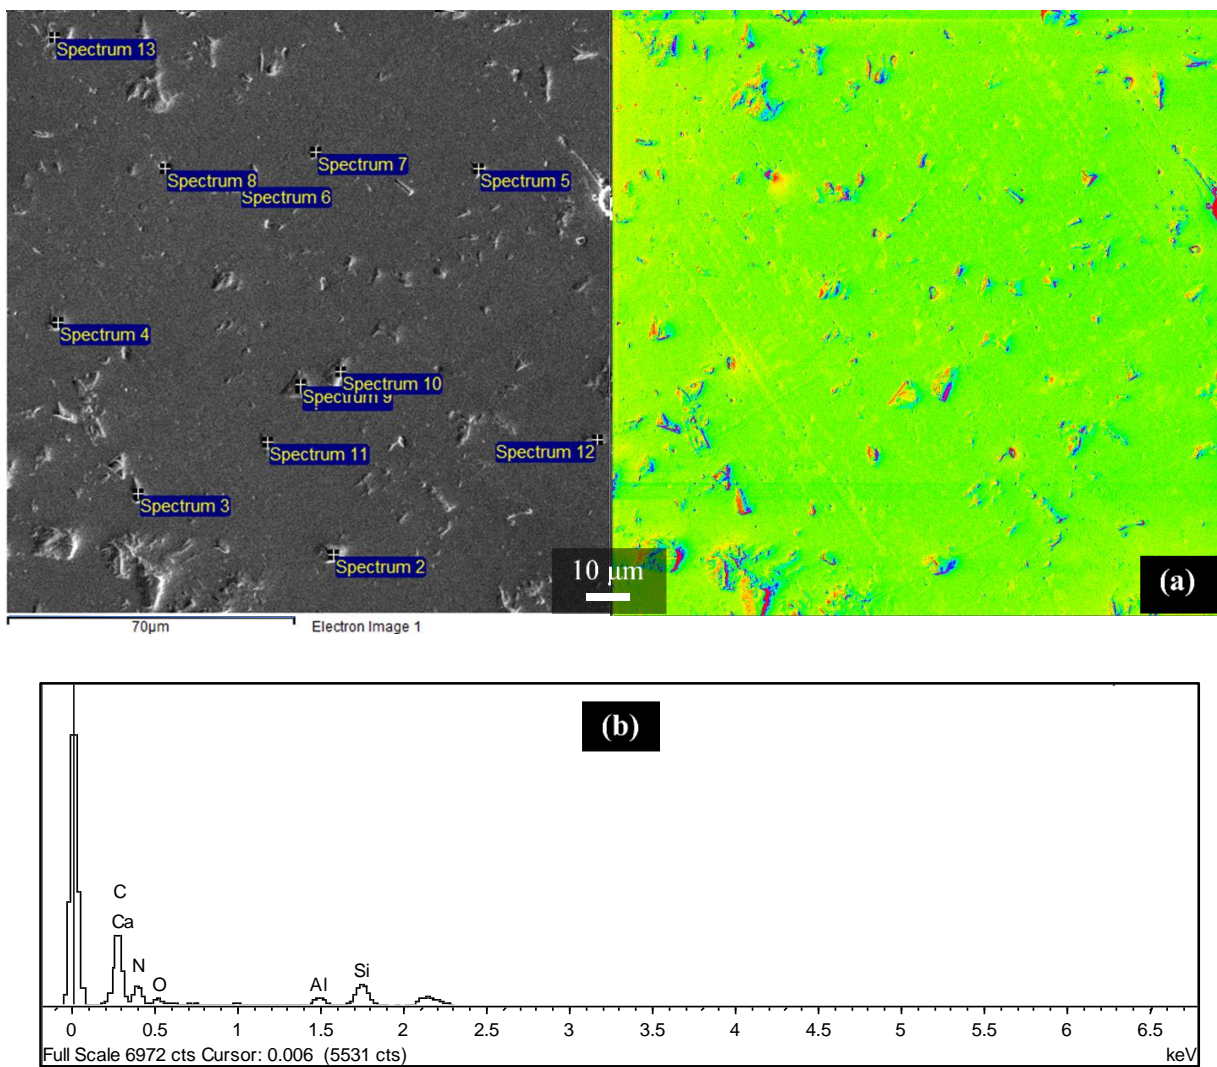 Spectrum 13
Spectrum 7
Spectrum 8
Spectrum 5
Spectrum 6
Spectrum 4
Spectrum 10
Spectrum 9
Spectrum 11
Spectrum 12
Spectrum 3
Spectrum 2
10 µm
(a)
70µm
Electron Image 1
(b)
C
Ca
N
O
Al
Si
0 0.5 1 1.5 2 2.5 3 3.5 4 4.5 5 5.5 6 6.5
Full Scale 6972 cts Cursor: 0.006 (5531 cts)
keV